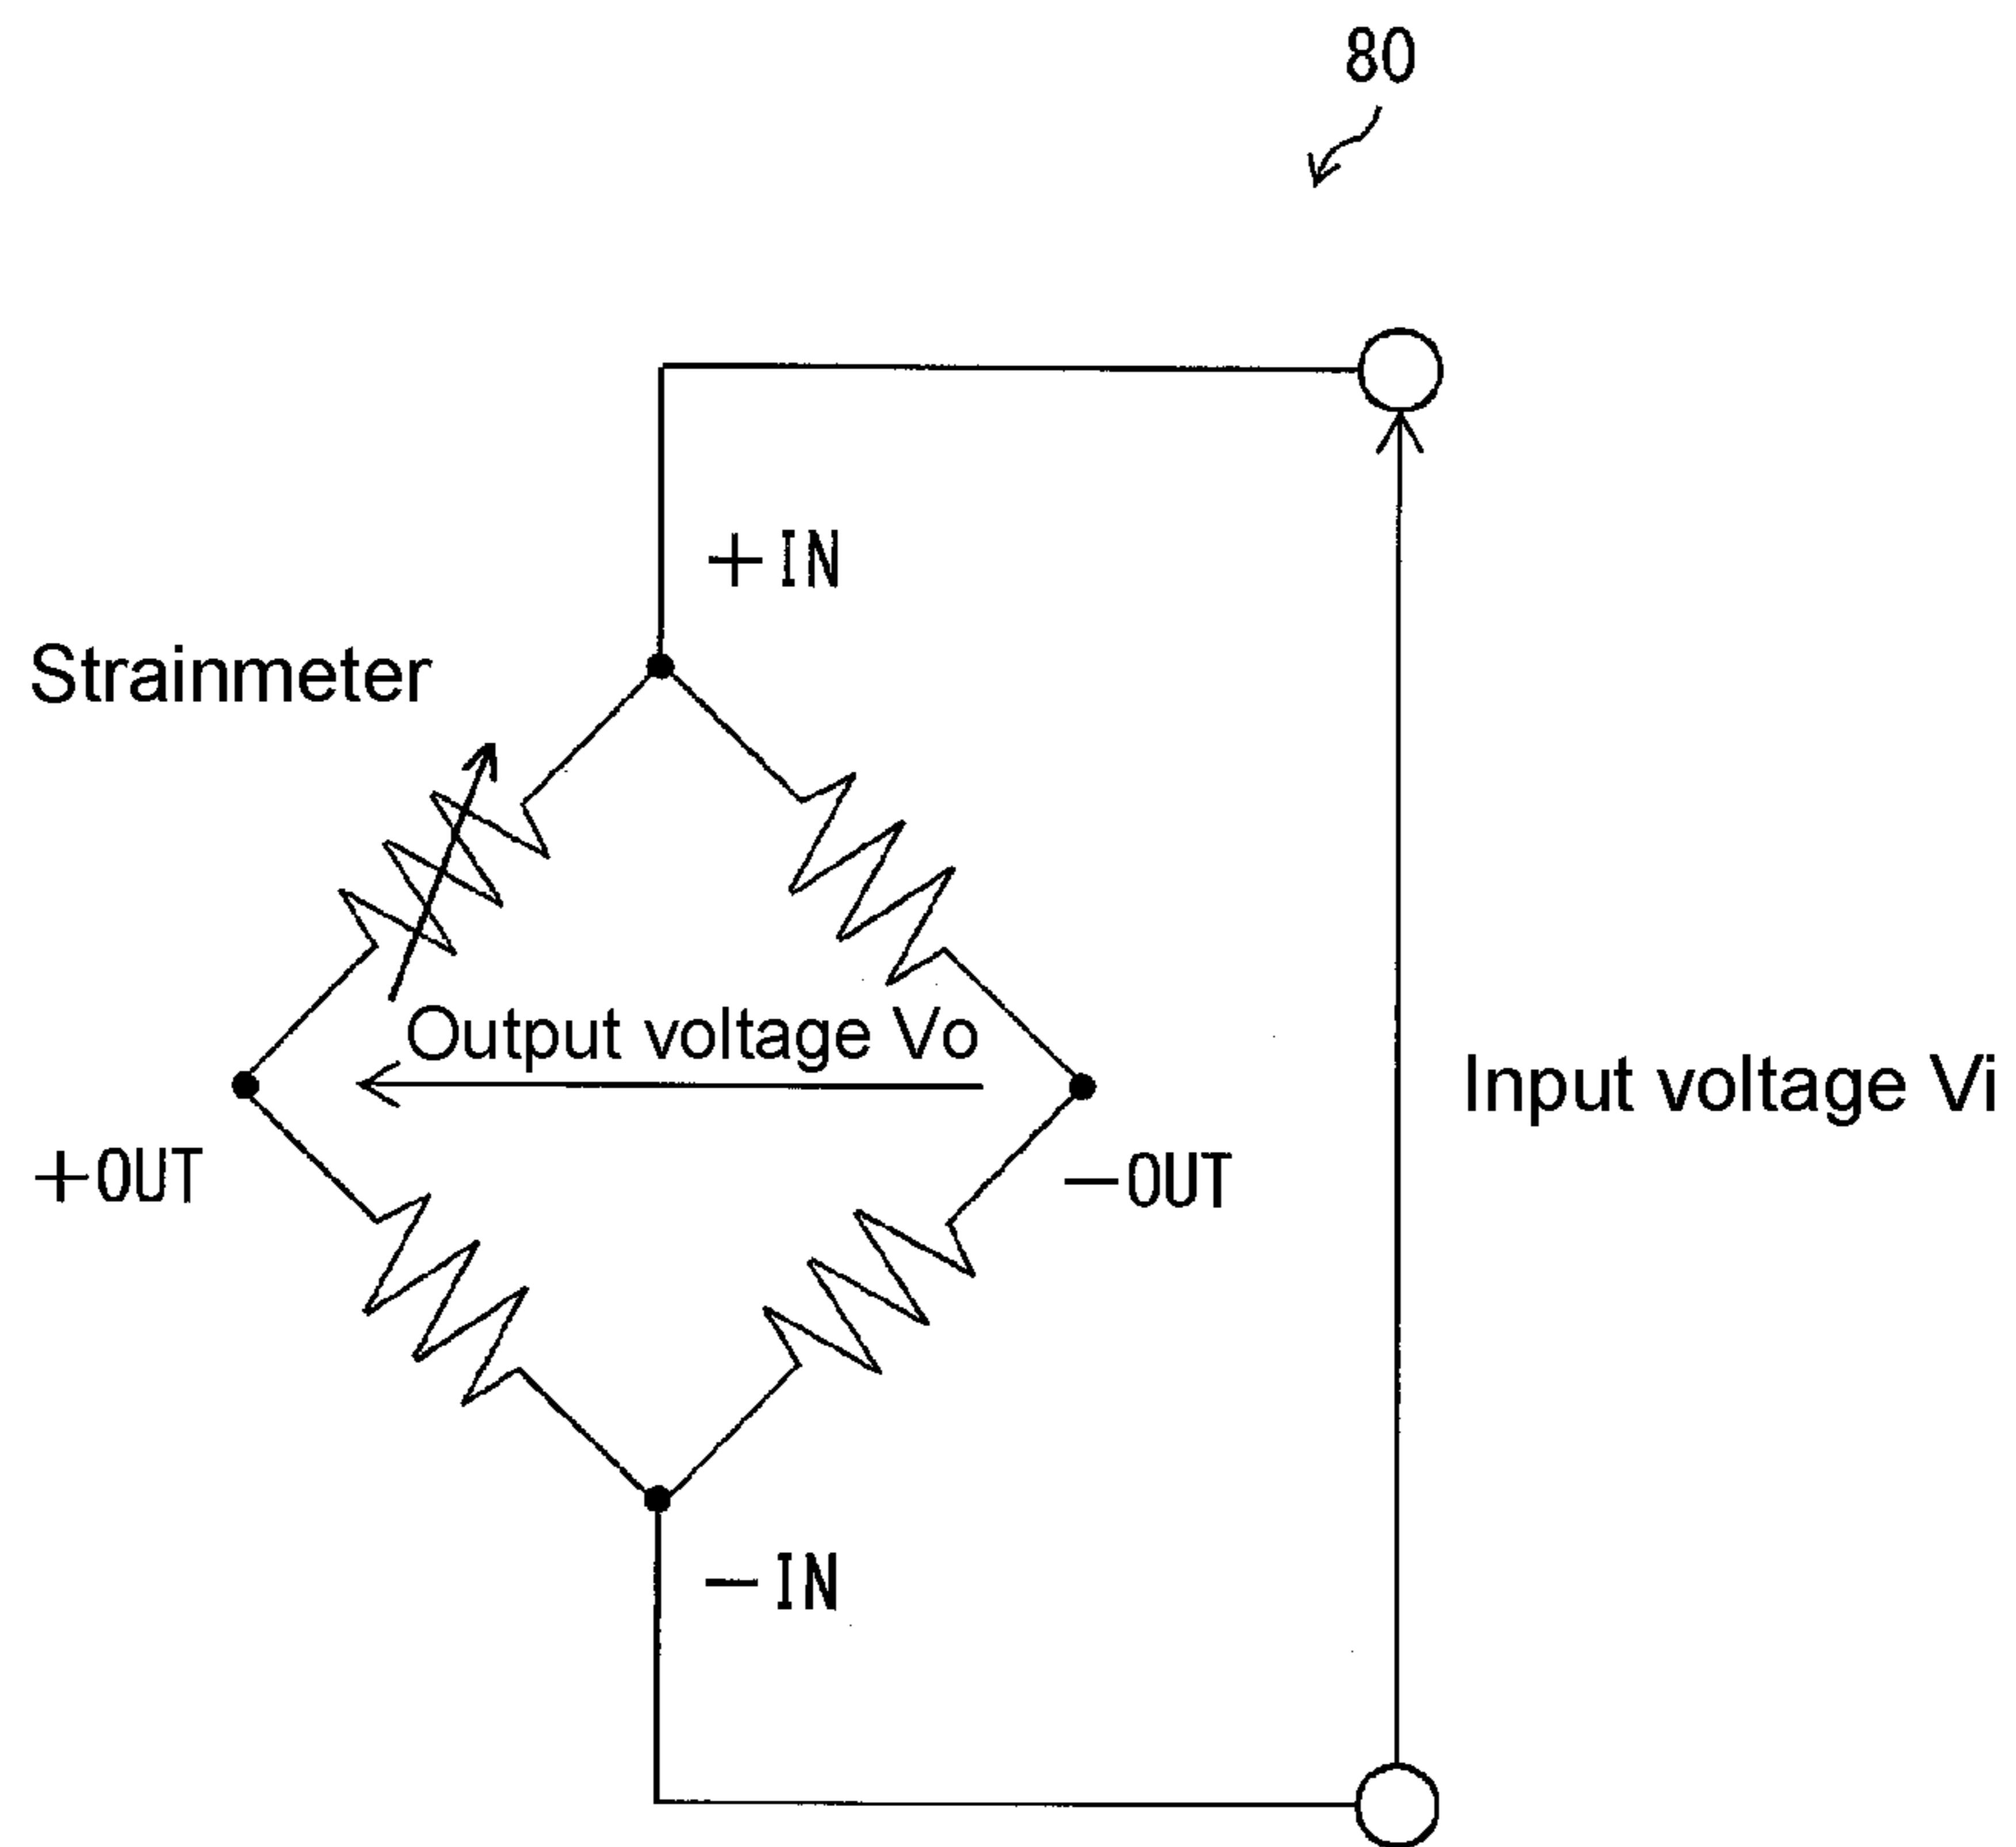 80
+IN
Strainmeter
Output voltage Vo
Input voltage Vi
+OUT
−OUT
−IN